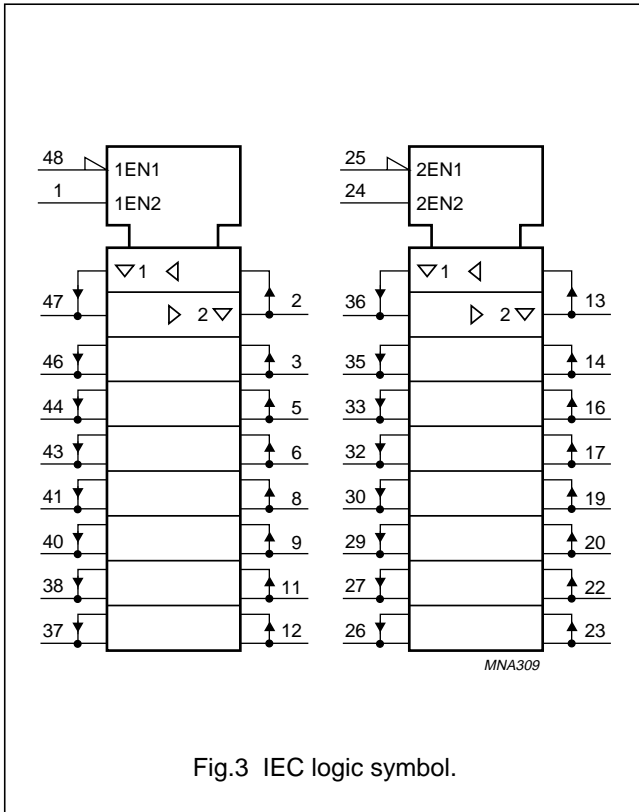 48 1EN1 25 2EN1
1 1EN2 24 2EN2
1 1
47 2 2 36 2 13
46 3 35 14
44 5 33 16
43 6 32 17
41 8 30 19
40 9 29 20
38 11 27 22
37 12 26 23
MNA309
Fig.3 IEC logic symbol.